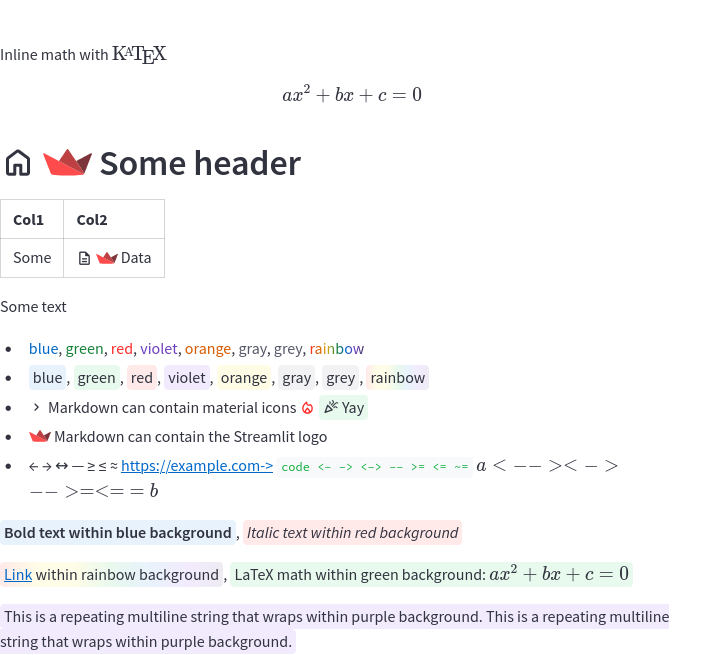 Inline math with KATEX
ax² + bx + c = 0
Some header
Col1 Col2
Some Data
Some text
• blue, green, red, violet, orange, gray, grey, rainbow
• blue , green , red , violet , orange , gray , grey , rainbow
• Markdown can contain material icons Yay
• Markdown can contain the Streamlit logo
• ← → ↔ — ≥ ≤ ≈ https://example.com-> code <- -> <-> -- >= <= ~= a < −− >< − >
−− >=<= = b
Bold text within blue background , Italic text within red background
Link within rainbow background , LaTeX math within green background: ax² + bx + c = 0
This is a repeating multiline string that wraps within purple background. This is a repeating multiline
string that wraps within purple background.